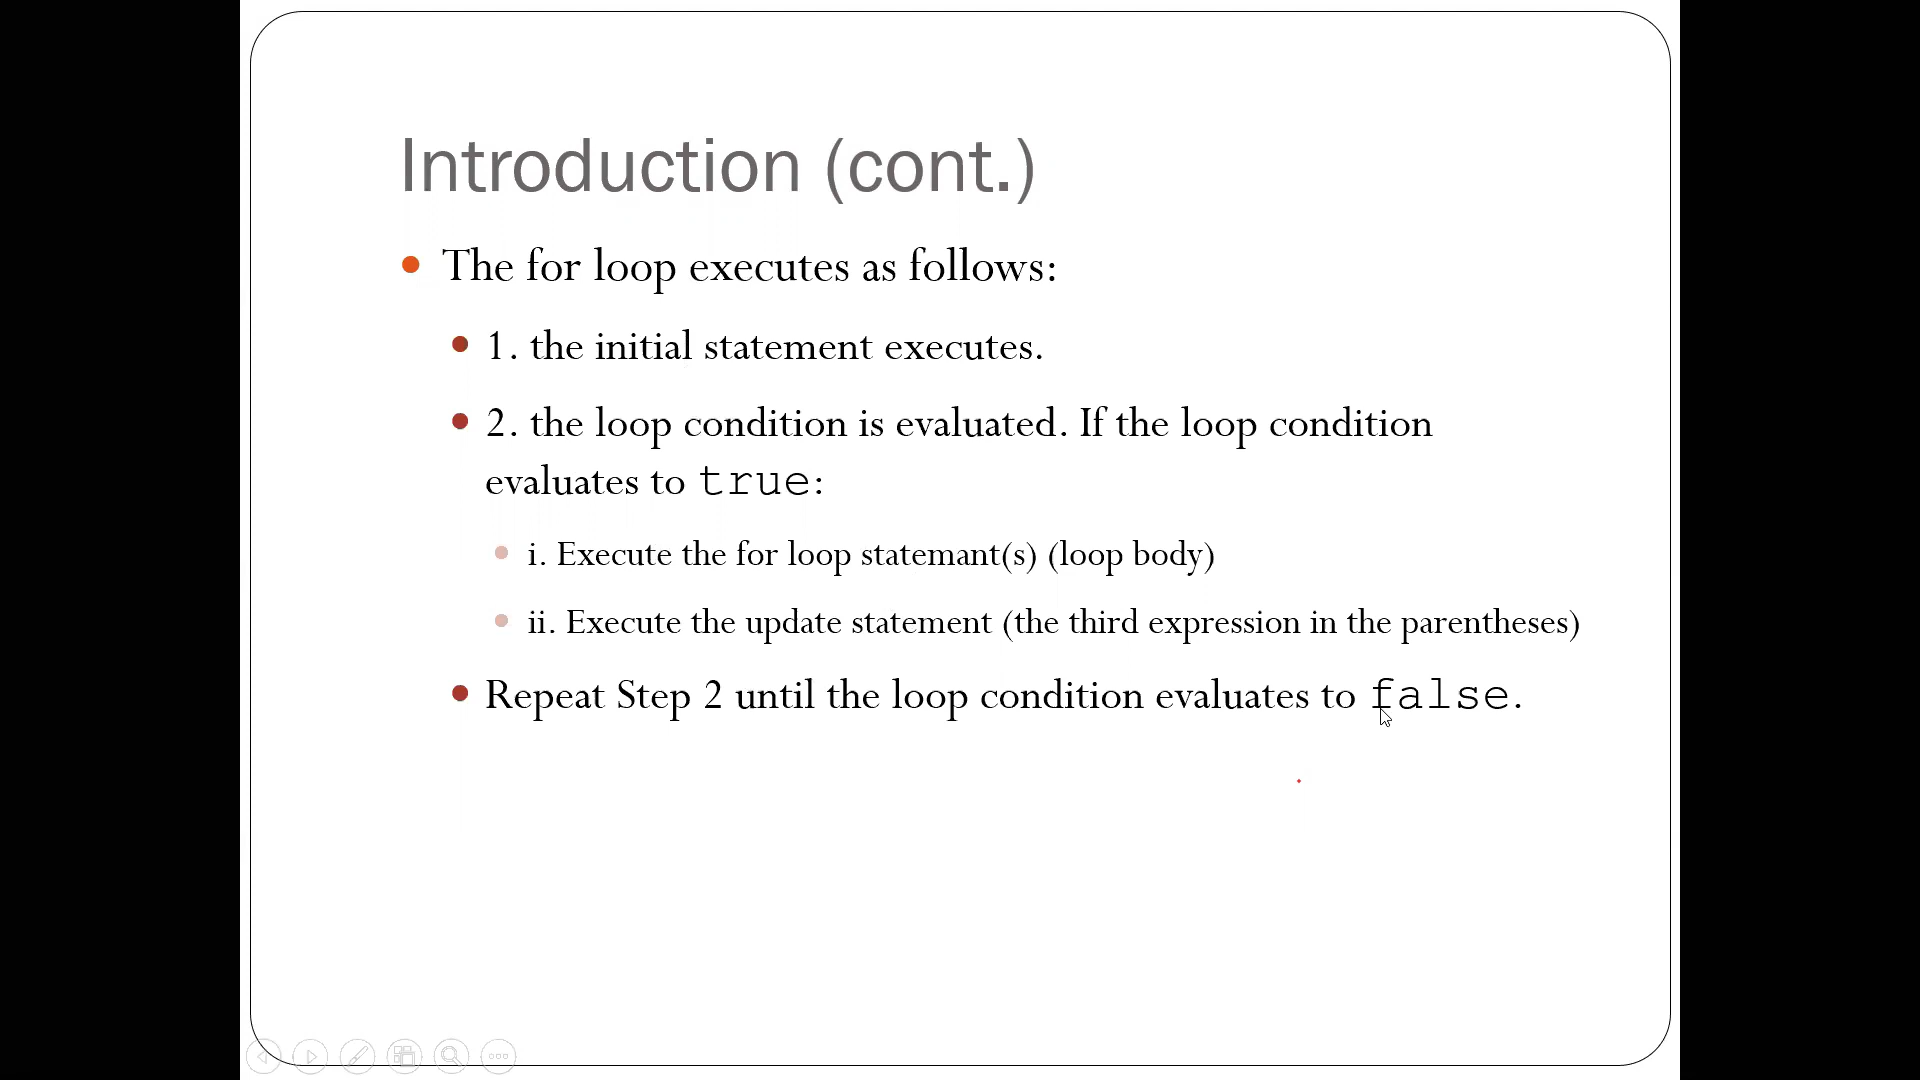 Introduction (cont.)
The for loop executes as follows:
1. the initial statement executes.
2. the loop condition is evaluated. If the loop condition
evaluates to true:
i. Execute the for loop statemant(s) (loop body)
ii. Execute the update statement (the third expression in the parentheses)
Repeat Step 2 until the loop condition evaluates to false.